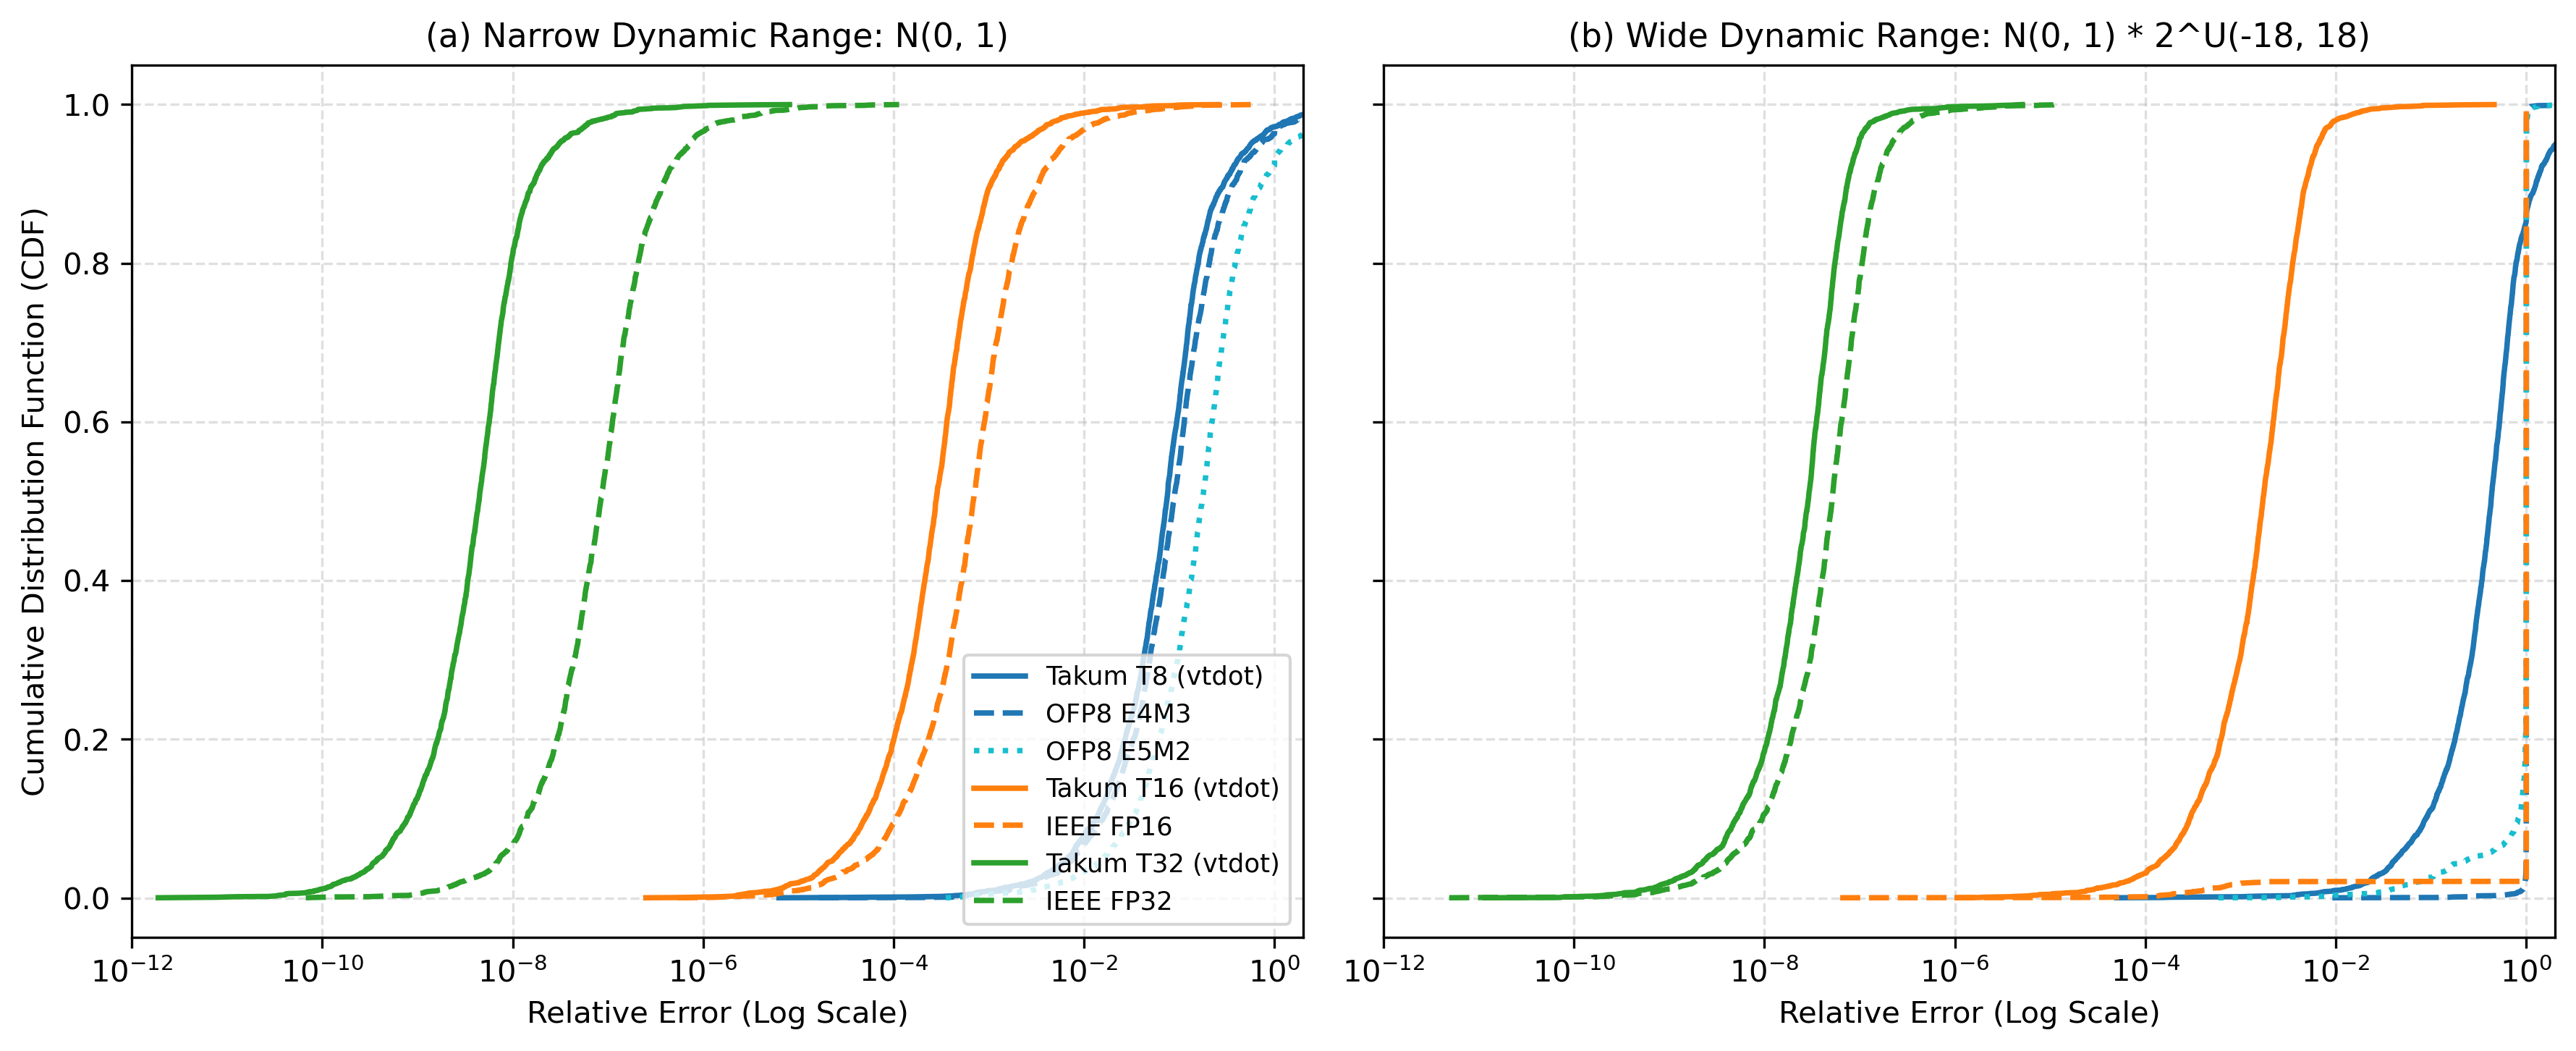 (a) Narrow Dynamic Range: N(0, 1)
Cumulative Distribution Function (CDF)
1.0
0.8
0.6
0.4
0.2
0.0
Takum T8 (vtdot)
OFP8 E4M3
OFP8 E5M2
Takum T16 (vtdot)
IEEE FP16
Takum T32 (vtdot)
IEEE FP32
10⁻¹² 10⁻¹⁰ 10⁻⁸ 10⁻⁶ 10⁻⁴ 10⁻² 10⁰
Relative Error (Log Scale)
(b) Wide Dynamic Range: N(0, 1) * 2^U(-18, 18)
10⁻¹² 10⁻¹⁰ 10⁻⁸ 10⁻⁶ 10⁻⁴ 10⁻² 10⁰
Relative Error (Log Scale)